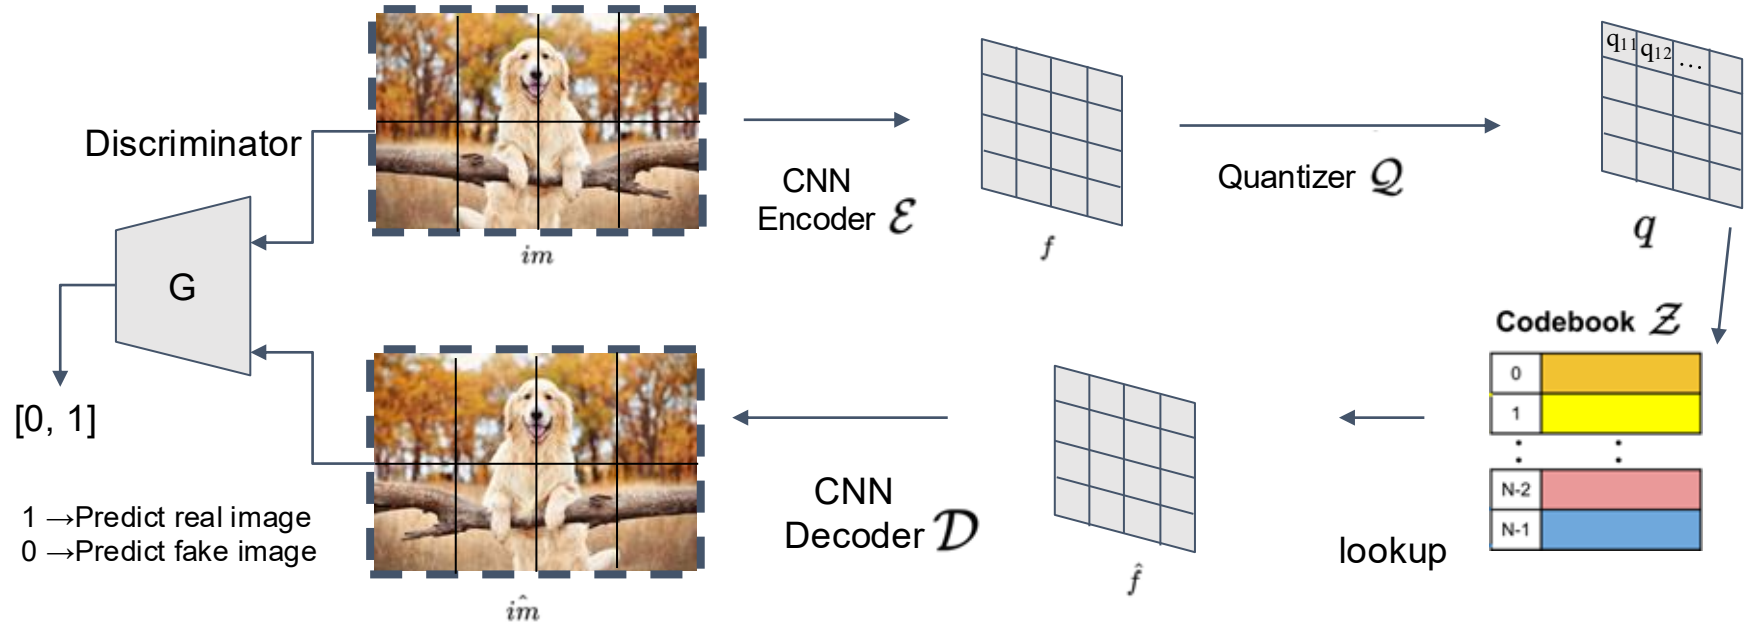 Discriminator
G
[0, 1]
1 →Predict real image
0 →Predict fake image
im
CNN
Encoder ℰ
f
Quantizer 𝒬
q₁₁ q₁₂ ...
q
Codebook 𝒵
0
1
N-2
N-1
lookup
f̂
CNN
Decoder 𝒟
im̂